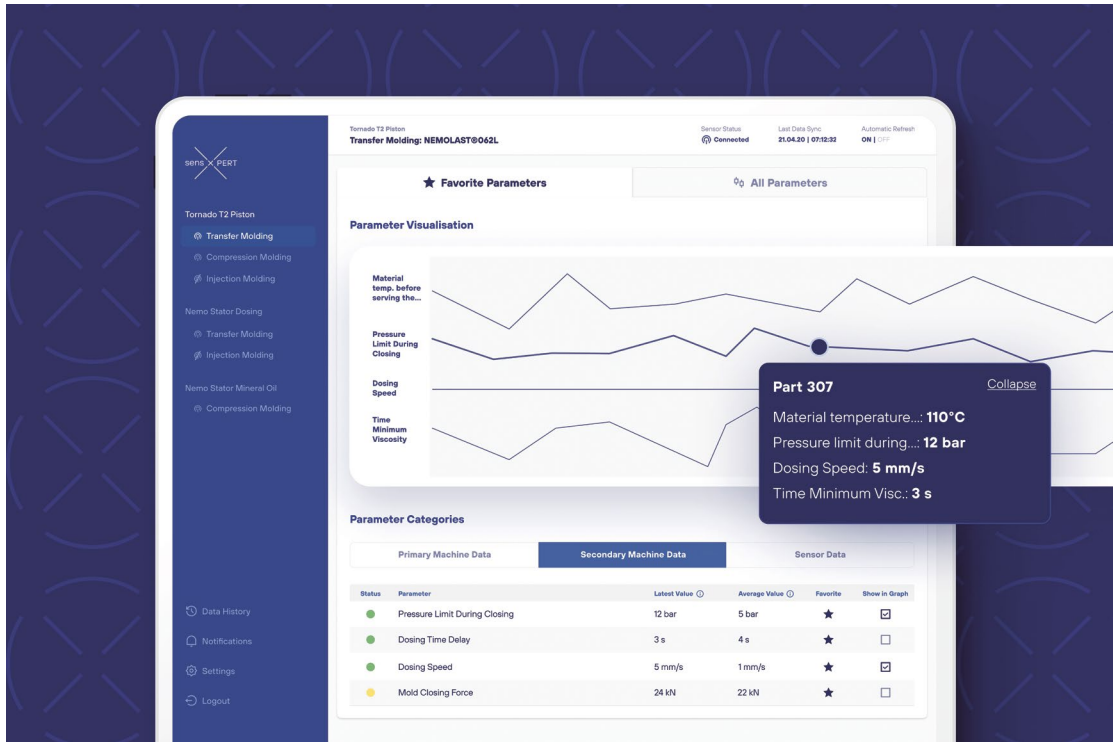 sens PERT
Tornado T2 Piston
Transfer Molding
Compression Molding
Injection Molding
Nemo Stator Dosing
Transfer Molding
Injection Molding
Nemo Stator Mineral Oil
Compression Molding
Data History
Notifications
Settings
Logout
Tornado T2 Piston
Transfer Molding: NEMOLAST®062L
Sensor Status
Connected
Last Data Sync
21.04.20 | 07:12:32
Automatic Refresh
ON | OFF
Favorite Parameters
All Parameters
Parameter Visualisation
Material
temp. before
serving the...
Pressure
Limit During
Closing
Dosing
Speed
Time
Minimum
Viscosity
Part 307 Collapse
Material temperature...: 110°C
Pressure limit during...: 12 bar
Dosing Speed: 5 mm/s
Time Minimum Visc.: 3 s
Parameter Categories
Primary Machine Data Secondary Machine Data Sensor Data
Status Parameter Latest Value Average Value Favorite Show in Graph
Pressure Limit During Closing 12 bar 5 bar
Dosing Time Delay 3 s 4 s
Dosing Speed 5 mm/s 1 mm/s
Mold Closing Force 24 kN 22 kN